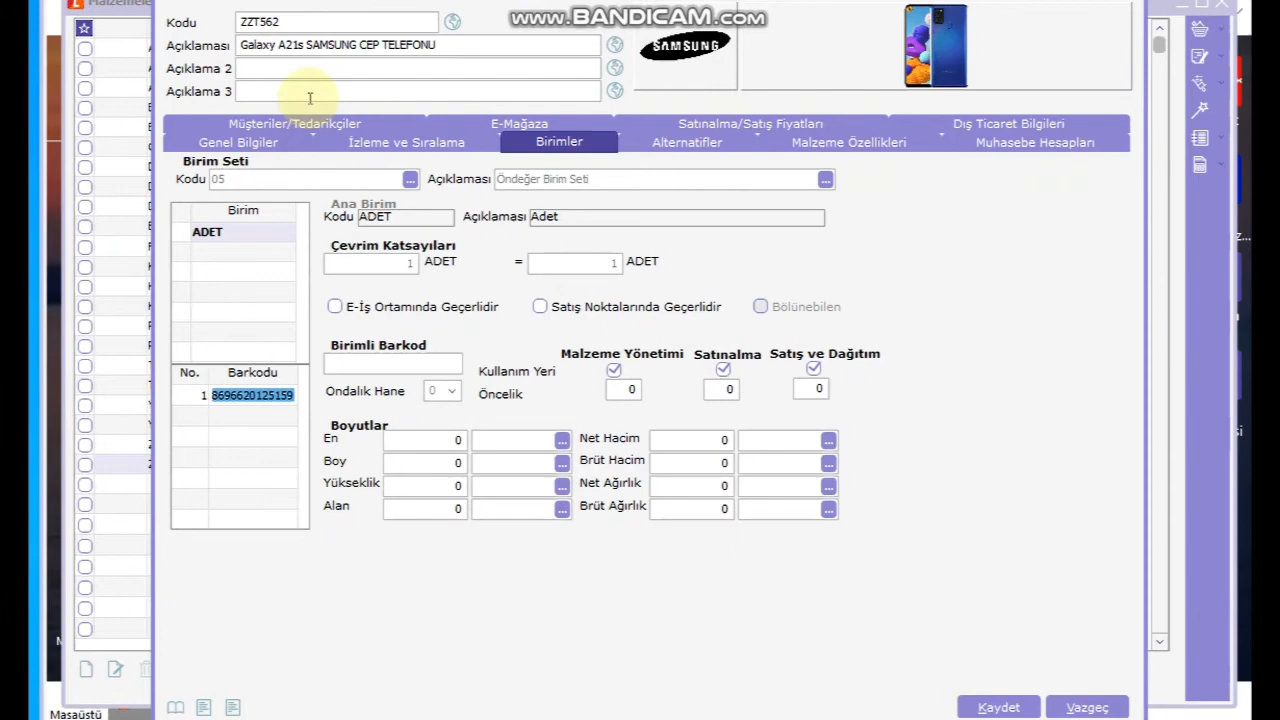 Malzemele
www.BANDICAM.com
Kodu ZZT562
Açıklaması Galaxy A21s SAMSUNG CEP TELEFONU
Açıklama 2
Açıklama 3
SAMSUNG
Müşteriler/Tedarikçiler E-Mağaza Satınalma/Satış Fiyatları Dış Ticaret Bilgileri
Genel Bilgiler İzleme ve Sıralama Birimler Alternatifler Malzeme Özellikleri Muhasebe Hesapları
Birim Seti
Kodu 05 ... Açıklaması Öndeğer Birim Seti ...
Birim
ADET
Ana Birim
Kodu ADET Açıklaması Adet
Çevrim Katsayıları
1 ADET = 1 ADET
E-İş Ortamında Geçerlidir Satış Noktalarında Geçerlidir Bölünebilen
Birimli Barkod
Malzeme Yönetimi Satınalma Satış ve Dağıtım
Kullanım Yeri
Ondalık Hane 0 Öncelik 0 0 0
No. Barkodu
1 8696620125159
Boyutlar
En 0 ... Net Hacim 0 ...
Boy 0 ... Brüt Hacim 0 ...
Yükseklik 0 ... Net Ağırlık 0 ...
Alan 0 ... Brüt Ağırlık 0 ...
Kaydet Vazgeç
Masaüstü